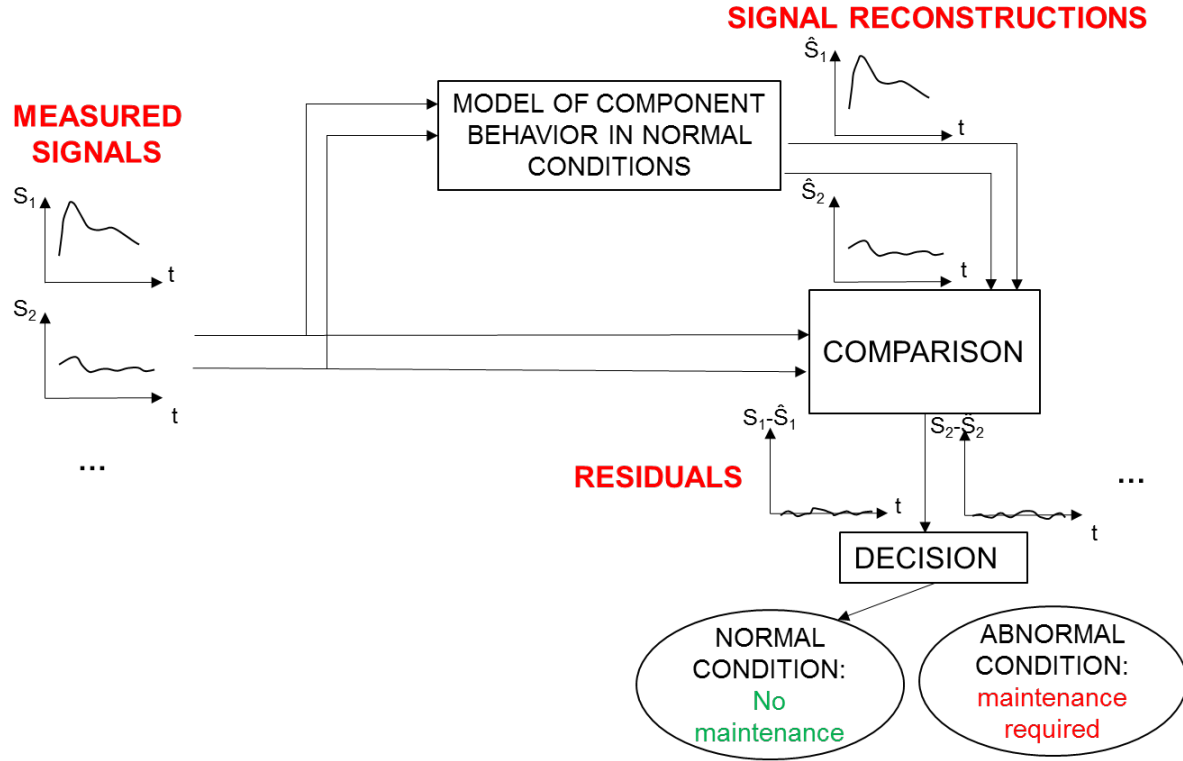 SIGNAL RECONSTRUCTIONS
Ŝ1
t
MODEL OF COMPONENT
BEHAVIOR IN NORMAL
CONDITIONS
MEASURED
SIGNALS
S1
t
Ŝ2
t
S2
t
...
COMPARISON
S1-Ŝ1
S2-Ŝ2
RESIDUALS
...
t
t
DECISION
NORMAL
CONDITION:
No
maintenance
ABNORMAL
CONDITION:
maintenance
required